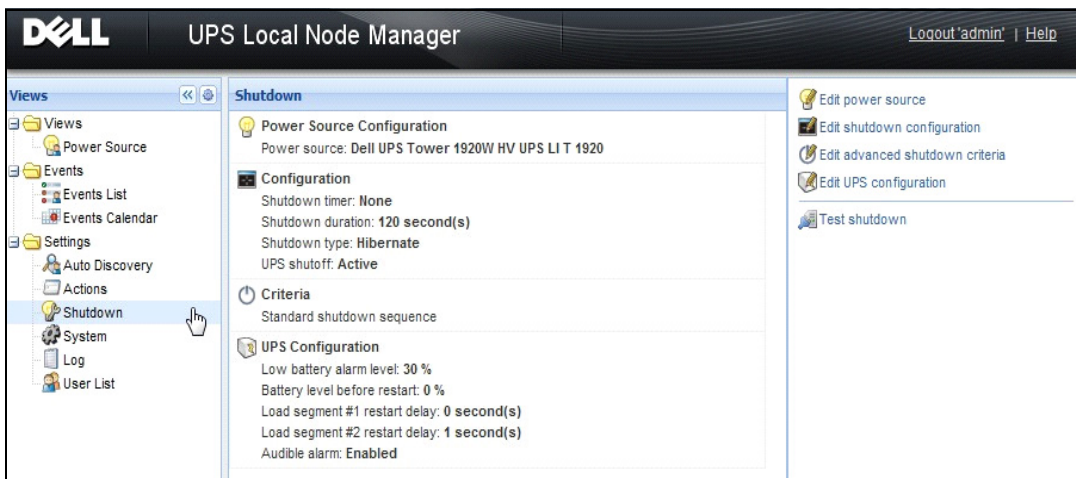 DELL
UPS Local Node Manager
Logout 'admin' | Help
Views
Views
Power Source
Events
Events List
Events Calendar
Settings
Auto Discovery
Actions
Shutdown
System
Log
User List
Shutdown
Power Source Configuration
Power source: Dell UPS Tower 1920W HV UPS LI T 1920
Configuration
Shutdown timer: None
Shutdown duration: 120 second(s)
Shutdown type: Hibernate
UPS shutoff: Active
Criteria
Standard shutdown sequence
UPS Configuration
Low battery alarm level: 30 %
Battery level before restart: 0 %
Load segment #1 restart delay: 0 second(s)
Load segment #2 restart delay: 1 second(s)
Audible alarm: Enabled
Edit power source
Edit shutdown configuration
Edit advanced shutdown criteria
Edit UPS configuration
Test shutdown